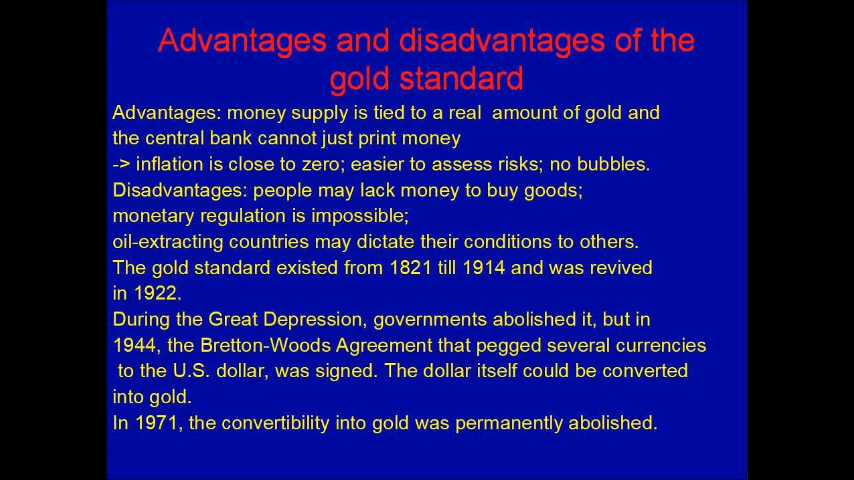 Advantages and disadvantages of the
gold standard
Advantages: money supply is tied to a real  amount of gold and
the central bank cannot just print money
-> inflation is close to zero; easier to assess risks; no bubbles.
Disadvantages: people may lack money to buy goods;
monetary regulation is impossible;
oil-extracting countries may dictate their conditions to others.
The gold standard existed from 1821 till 1914 and was revived
in 1922.
During the Great Depression, governments abolished it, but in
1944, the Bretton-Woods Agreement that pegged several currencies
to the U.S. dollar, was signed. The dollar itself could be converted
into gold.
In 1971, the convertibility into gold was permanently abolished.